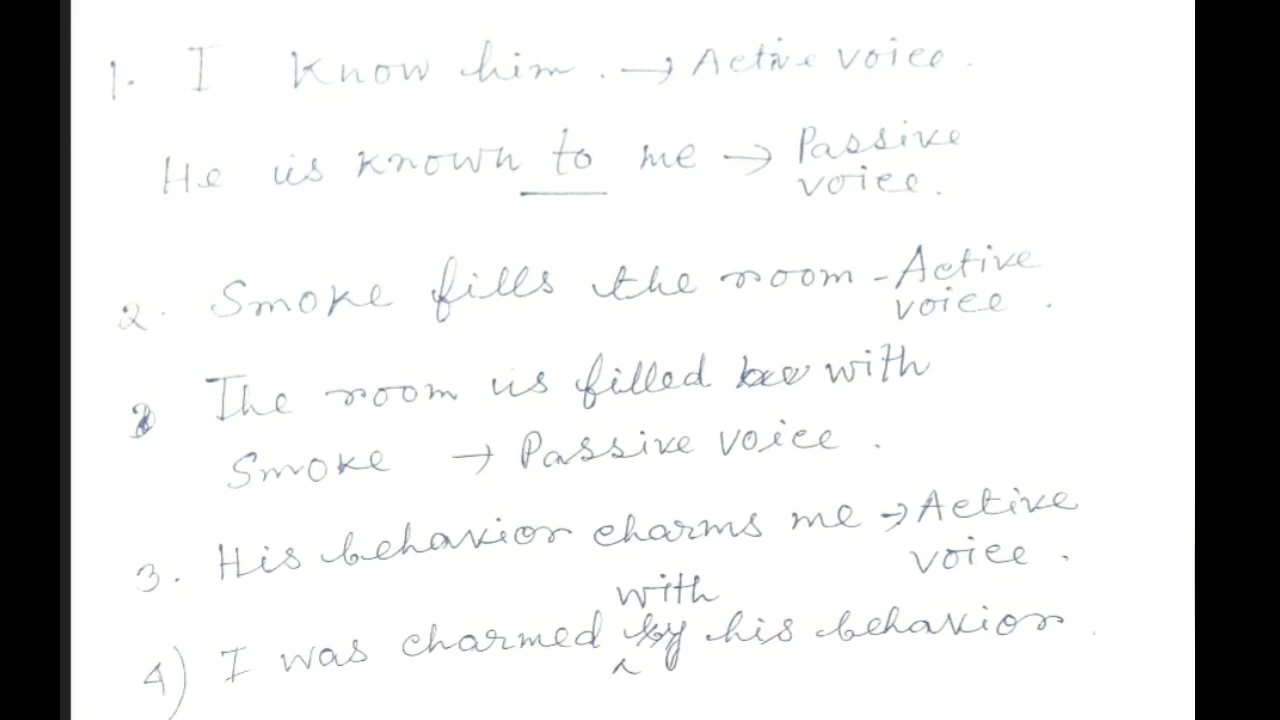 1. I Know him. → Active voice.
He is known to me → Passive
voice.
2. Smoke fills the room - Active
voice.
The room is filled with
Smoke → Passive voice.
3. His behavior charms me → Active
voice.
with
4) I was charmed by his behavior.